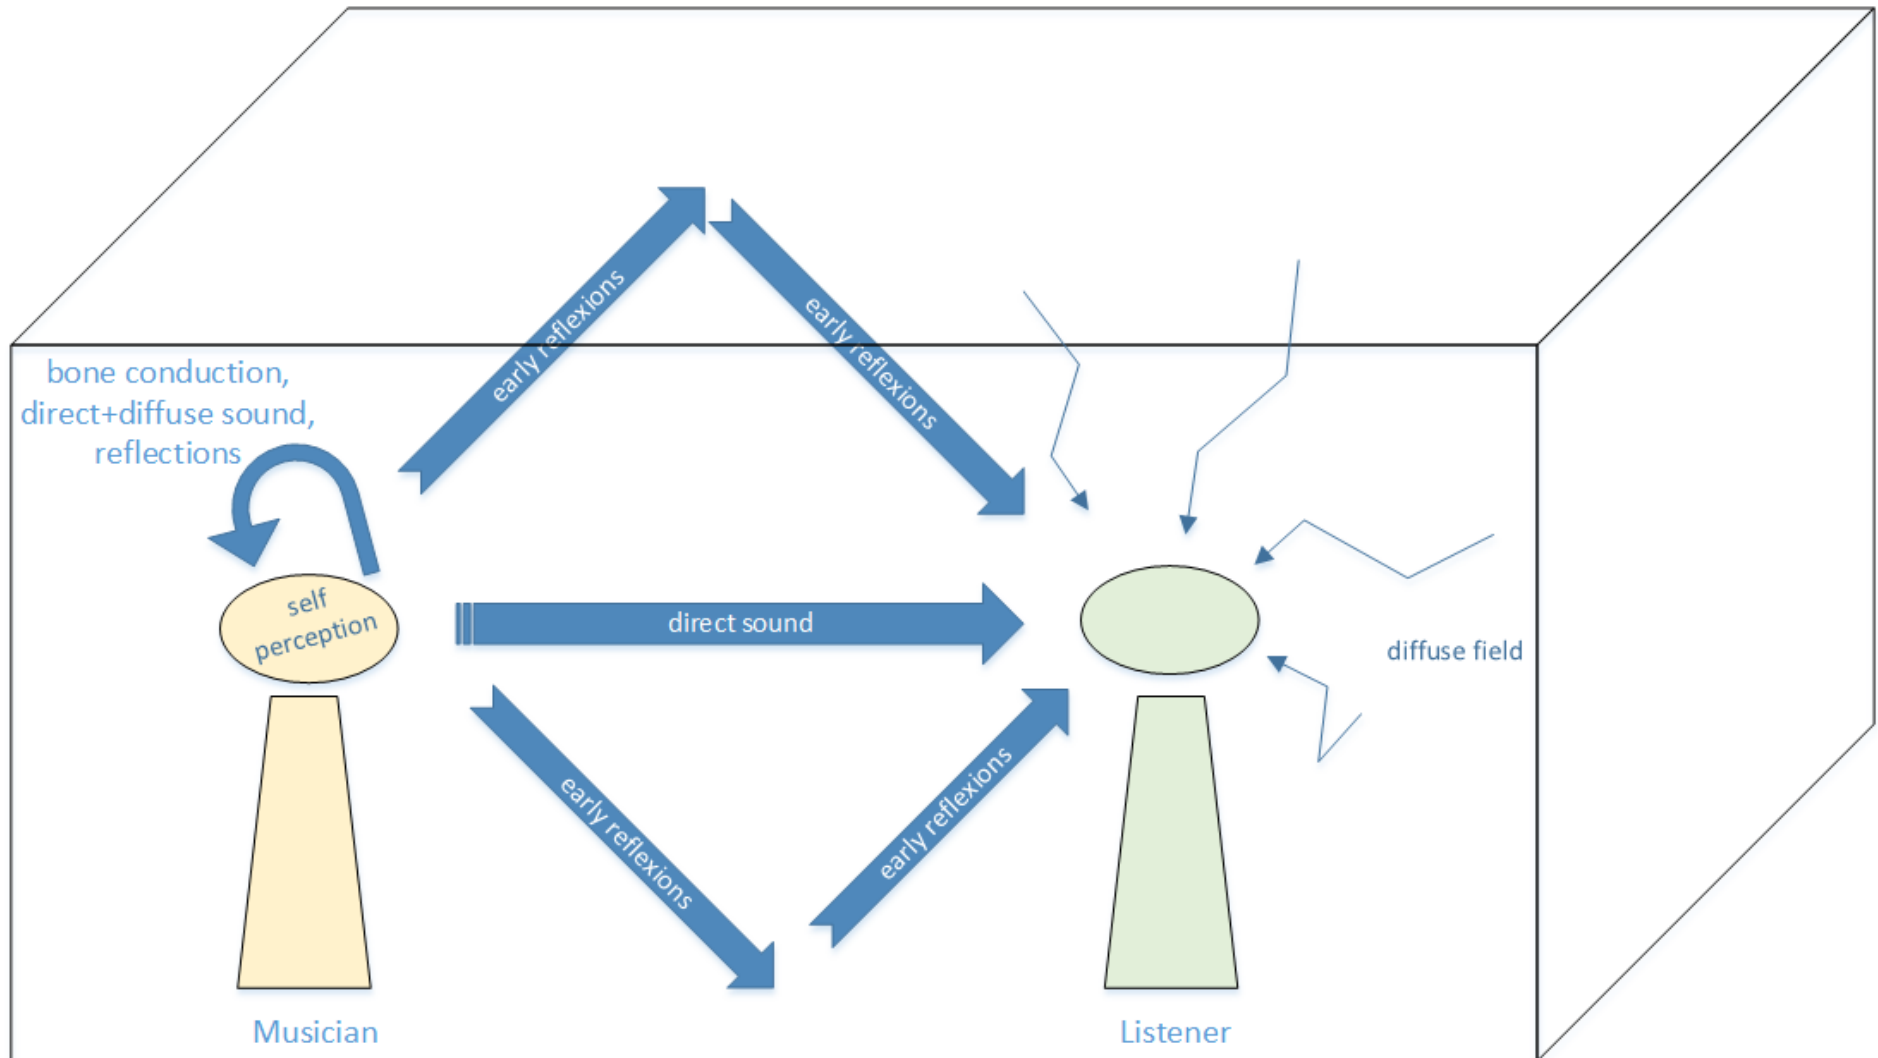 bone conduction,
direct+diffuse sound,
reflections
early reflexions
early reflexions
self
perception
direct sound
diffuse field
early reflexions
early reflexions
Musician
Listener